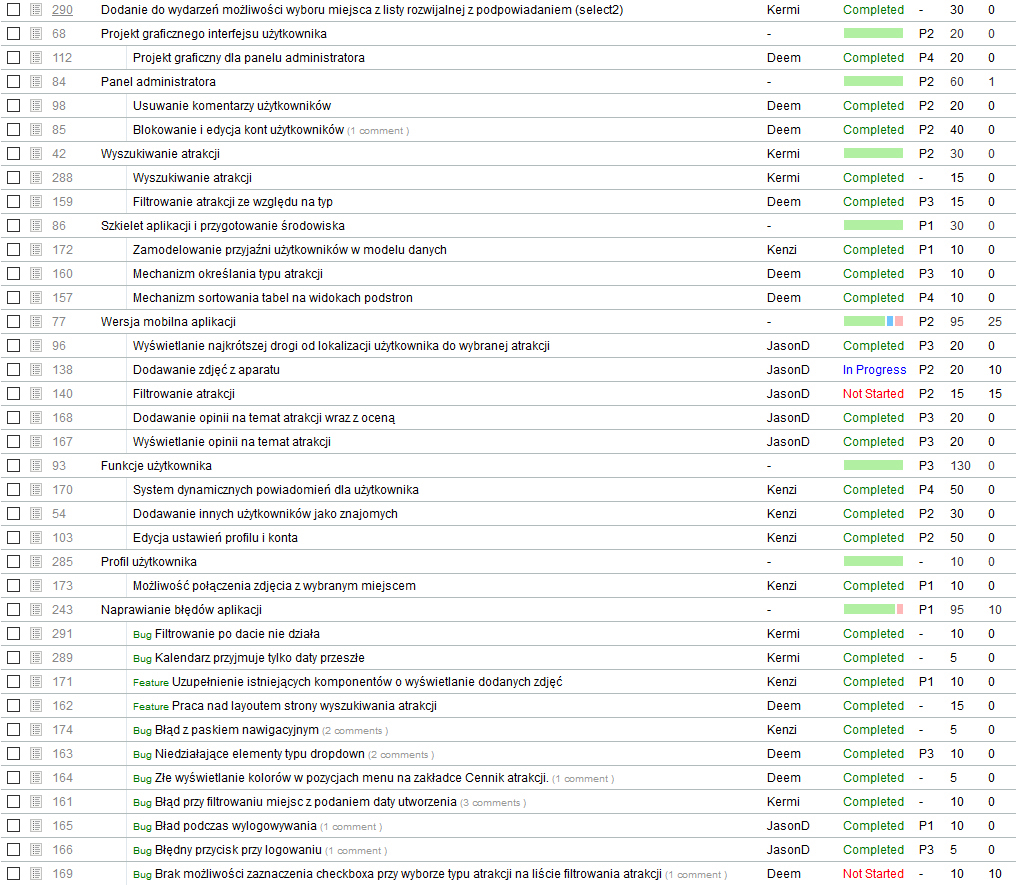 290 Dodanie do wydarzeń możliwości wyboru miejsca z listy rozwijalnej z podpowiadaniem (select2) Kermi Completed - 30 0
68 Projekt graficznego interfejsu użytkownika - P2 20 0
112 Projekt graficzny dla panelu administratora Deem Completed P4 20 0
84 Panel administratora - P2 60 1
98 Usuwanie komentarzy użytkowników Deem Completed P2 20 0
85 Blokowanie i edycja kont użytkowników (1 comment ) Deem Completed P2 40 0
42 Wyszukiwanie atrakcji Kermi P2 30 0
288 Wyszukiwanie atrakcji Kermi Completed - 15 0
159 Filtrowanie atrakcji ze względu na typ Deem Completed P3 15 0
86 Szkielet aplikacji i przygotowanie środowiska - P1 30 0
172 Zamodelowanie przyjaźni użytkowników w modelu danych Kenzi Completed P1 10 0
160 Mechanizm określania typu atrakcji Deem Completed P3 10 0
157 Mechanizm sortowania tabel na widokach podstron Deem Completed P4 10 0
77 Wersja mobilna aplikacji - P2 95 25
96 Wyświetlanie najkrótszej drogi od lokalizacji użytkownika do wybranej atrakcji JasonD Completed P3 20 0
138 Dodawanie zdjęć z aparatu JasonD In Progress P2 20 10
140 Filtrowanie atrakcji JasonD Not Started P2 15 15
168 Dodawanie opinii na temat atrakcji wraz z oceną JasonD Completed P3 20 0
167 Wyświetlanie opinii na temat atrakcji JasonD Completed P3 20 0
93 Funkcje użytkownika - P3 130 0
170 System dynamicznych powiadomień dla użytkownika Kenzi Completed P4 50 0
54 Dodawanie innych użytkowników jako znajomych Kenzi Completed P2 30 0
103 Edycja ustawień profilu i konta Kenzi Completed P2 50 0
285 Profil użytkownika - - 10 0
173 Możliwość połączenia zdjęcia z wybranym miejscem Kenzi Completed P1 10 0
243 Naprawianie błędów aplikacji - P1 95 10
291 Bug Filtrowanie po dacie nie działa Kermi Completed - 10 0
289 Bug Kalendarz przyjmuje tylko daty przeszłe Kermi Completed - 5 0
171 Feature Uzupełnienie istniejących komponentów o wyświetlanie dodanych zdjęć Kenzi Completed P1 10 0
162 Feature Praca nad layoutem strony wyszukiwania atrakcji Deem Completed - 15 0
174 Bug Błąd z paskiem nawigacyjnym (2 comments ) Kenzi Completed - 5 0
163 Bug Niedziałające elementy typu dropdown (2 comments ) Deem Completed P3 10 0
164 Bug Złe wyświetlanie kolorów w pozycjach menu na zakładce Cennik atrakcji. (1 comment ) Deem Completed - 5 0
161 Bug Błąd przy filtrowaniu miejsc z podaniem daty utworzenia (3 comments ) Kermi Completed - 10 0
165 Bug Bład podczas wylogowywania (1 comment ) JasonD Completed P1 10 0
166 Bug Błędny przycisk przy logowaniu (1 comment ) JasonD Completed P3 5 0
169 Bug Brak możliwości zaznaczenia checkboxa przy wyborze typu atrakcji na liście filtrowania atrakcji (1 comment ) Deem Not Started - 10 10